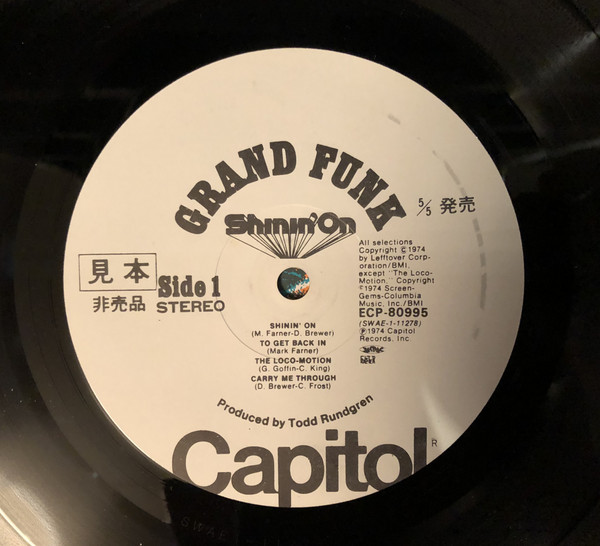 GRAND FUNK
Shinin' On
5/5 発売
見本
非売品
Side 1
STEREO
All selections
Copyright ©1974
by Leftover Corp-
oration/BMI,
except "The Loco-
Motion," Copyright
©1974 Screen-
Gems-Columbia
Music, Inc./BMI
ECP-80995
(SWAE-1-11278)
℗1974 Capitol
Records, Inc.
SHININ' ON
(M. Farner-D. Brewer)
TO GET BACK IN
(Mark Farner)
THE LOCO-MOTION
(G. Goffin-C. King)
CARRY ME THROUGH
(D. Brewer-C. Frost)
Produced by Todd Rundgren
Capitol®